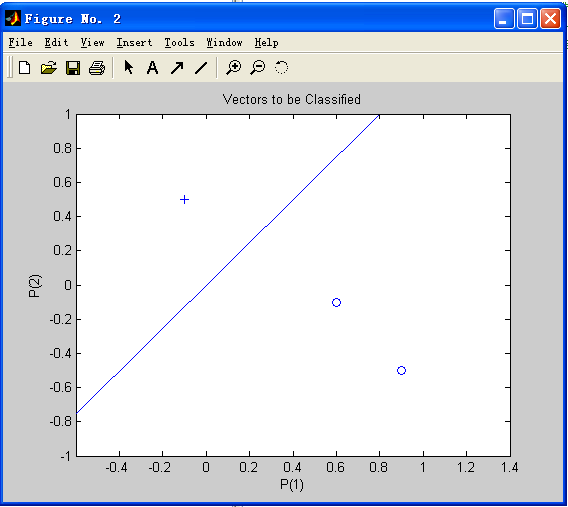 Figure No. 2
File Edit View Insert Tools Window Help
A
Vectors to be Classified
1
0.8
0.6
0.4
0.2
0
-0.2
-0.4
-0.6
-0.8
-1
P(2)
-0.4 -0.2 0 0.2 0.4 0.6 0.8 1 1.2 1.4
P(1)